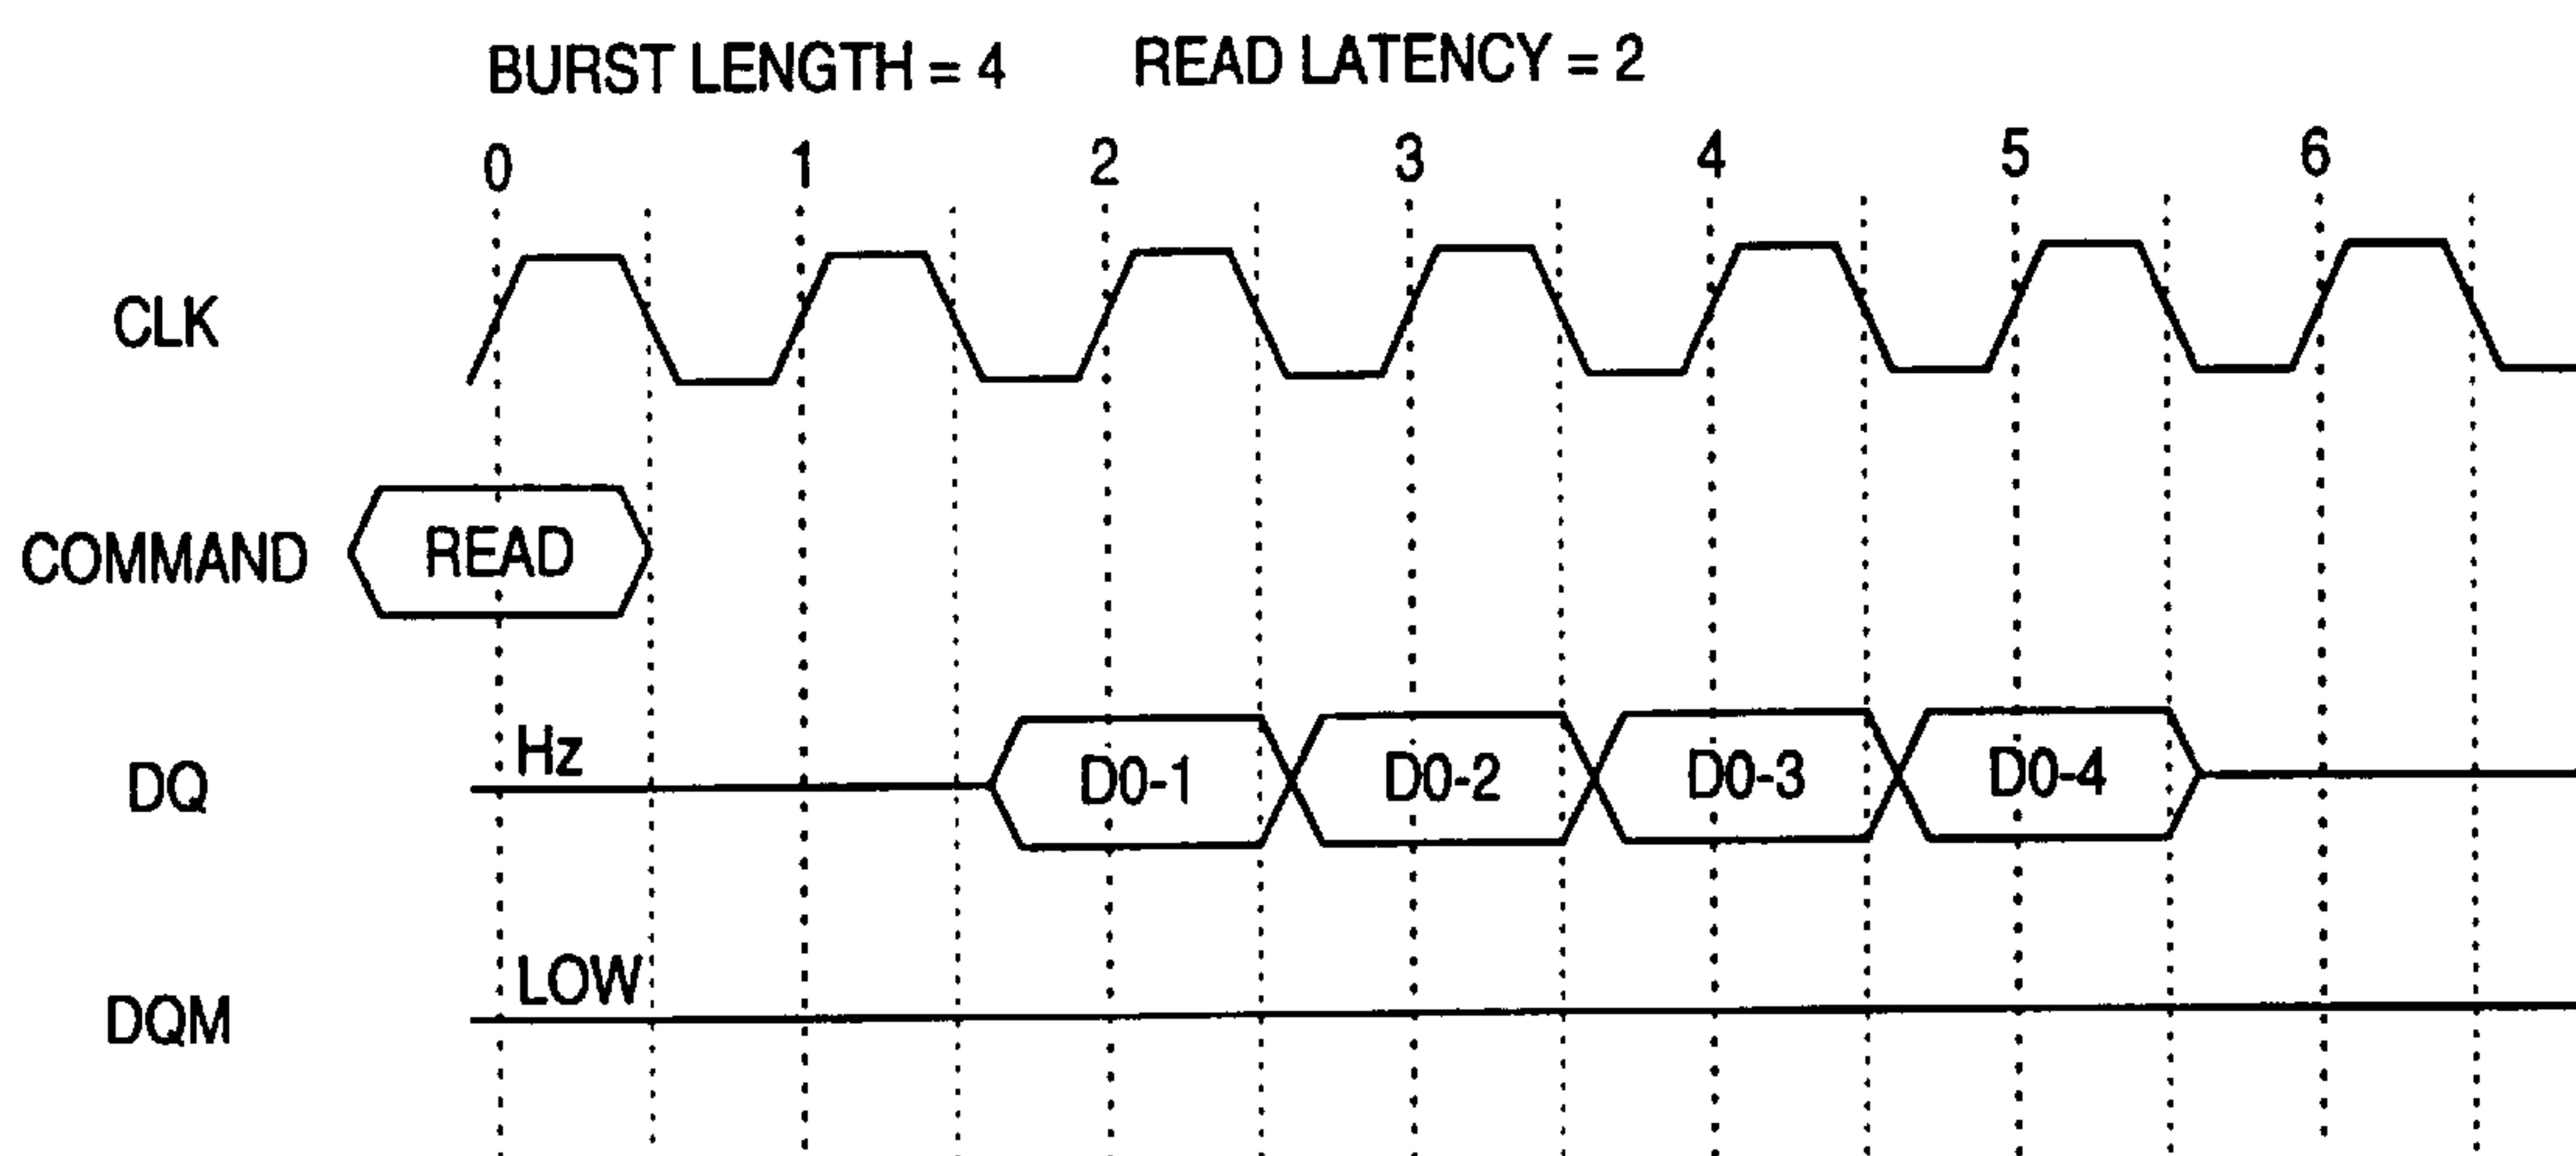 BURST LENGTH = 4 READ LATENCY = 2
0 1 2 3 4 5 6
CLK
COMMAND READ
DQ Hz D0-1 D0-2 D0-3 D0-4
DQM LOW